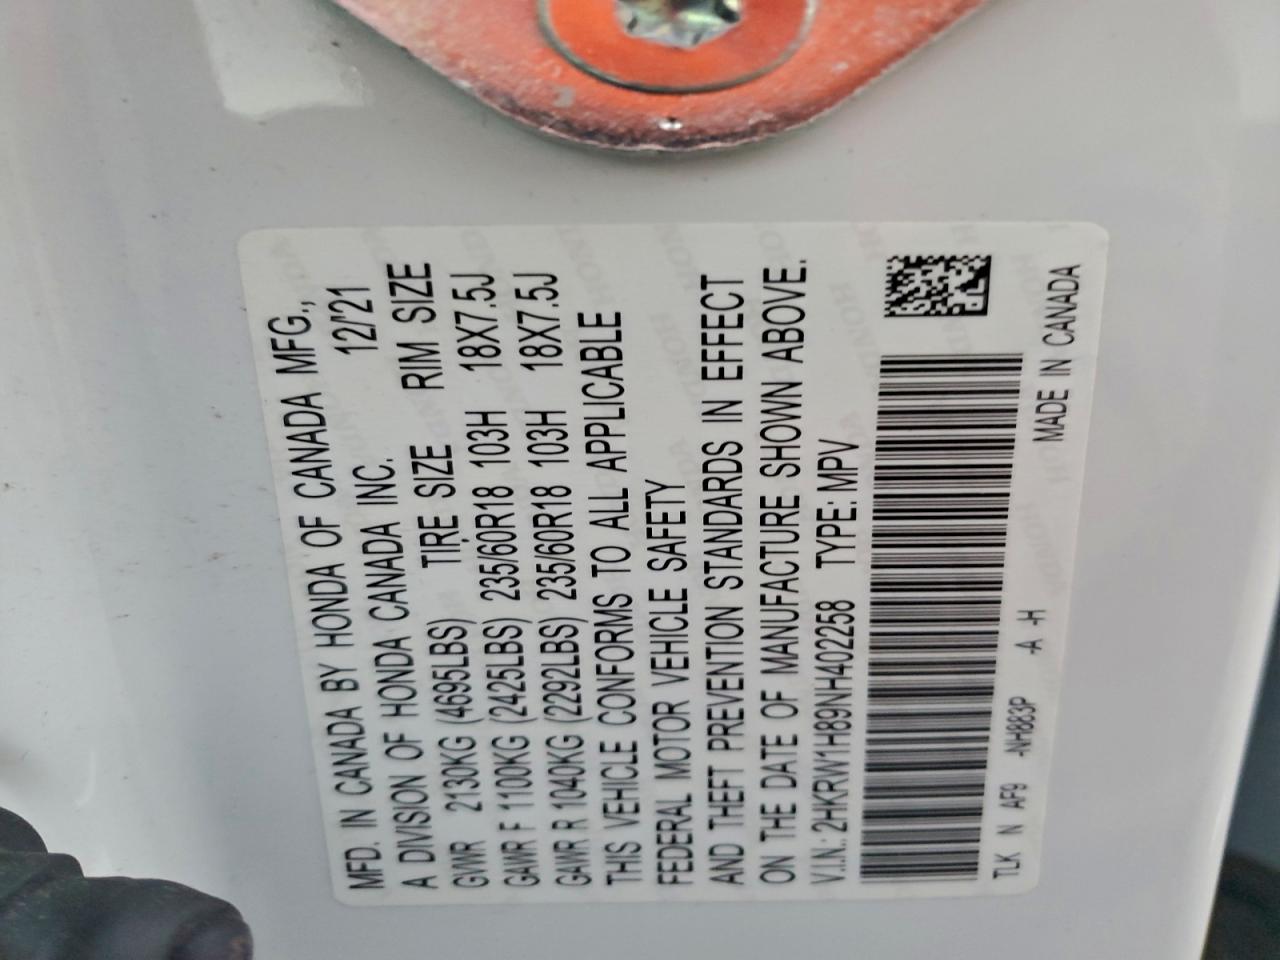 MFD. IN CANADA BY HONDA OF CANADA MFG.,
A DIVISION OF HONDA CANADA INC. 12/'21
TIRE SIZE RIM SIZE
GVWR 2130KG (4695LBS)
GAWR F 1100KG (2425LBS) 235/60R18 103H 18X7.5J
GAWR R 1040KG (2292LBS) 235/60R18 103H 18X7.5J
THIS VEHICLE CONFORMS TO ALL APPLICABLE
FEDERAL MOTOR VEHICLE SAFETY
AND THEFT PREVENTION STANDARDS IN EFFECT
ON THE DATE OF MANUFACTURE SHOWN ABOVE.
V.I.N.: 2HKRW1H89NH402258 TYPE: MPV
TLK N AF9 -NH883P -A -H
MADE IN CANADA